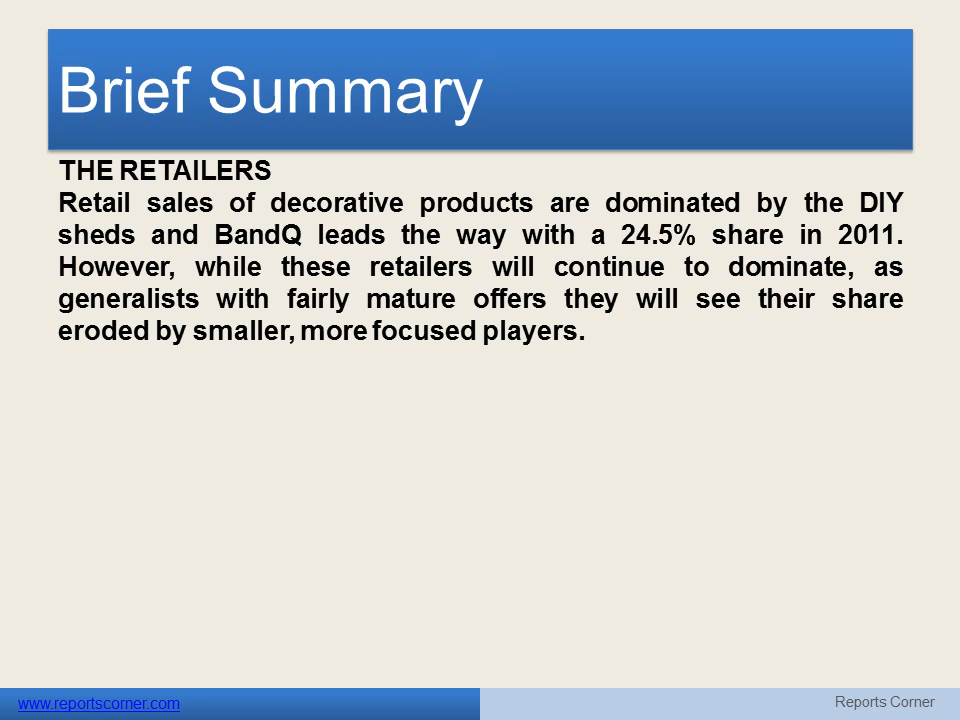 Brief Summary
THE RETAILERS
Retail sales of decorative products are dominated by the DIY
sheds and BandQ leads the way with a 24.5% share in 2011.
However, while these retailers will continue to dominate, as
generalists with fairly mature offers they will see their share
eroded by smaller, more focused players.
www.reportscorner.com
Reports Corner